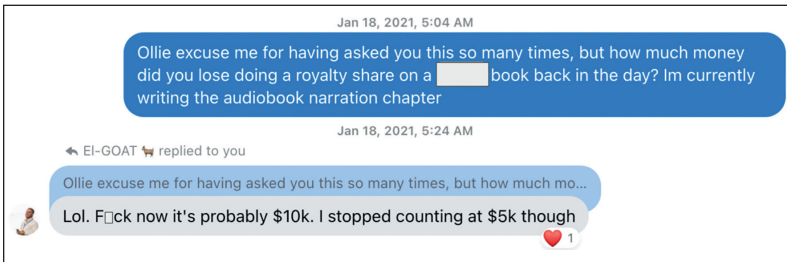 Jan 18, 2021, 5:04 AM
Ollie excuse me for having asked you this so many times, but how much money
did you lose doing a royalty share on a book back in the day? Im currently
writing the audiobook narration chapter
Jan 18, 2021, 5:24 AM
El-GOAT 🐐 replied to you
Ollie excuse me for having asked you this so many times, but how much mo...
Lol. F▯ck now it's probably $10k. I stopped counting at $5k though
❤️ 1